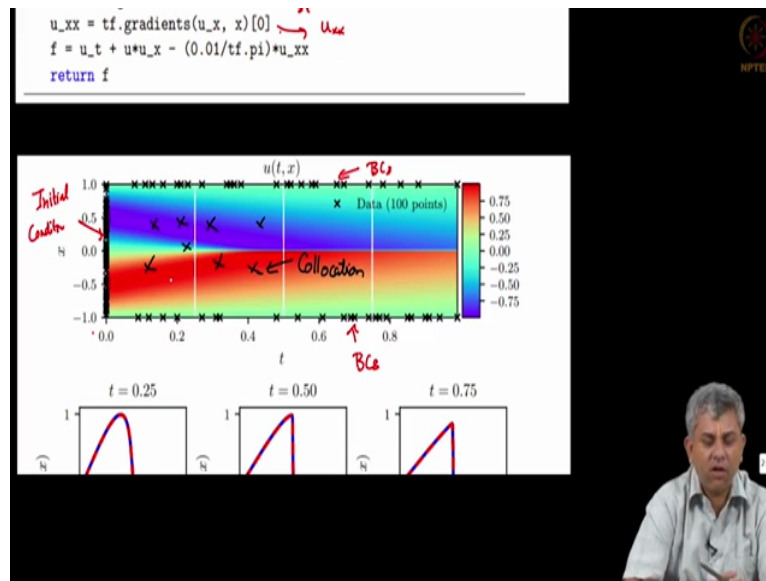 u_xx = tf.gradients(u_x, x)[0] uxx
f = u_t + u*u_x - (0.01/tf.pi)*u_xx
return f
NPTEL
u(t, x)
BCs
Initial
Condition
1.0
0.5
0.0
−0.5
−1.0
x
× Data (100 points)
Collocation
0.75
0.50
0.25
0.00
−0.25
−0.50
−0.75
0.0 0.2 0.4 0.6 0.8
t
BCs
t = 0.25 t = 0.50 t = 0.75
1 1 1
x) x) x)